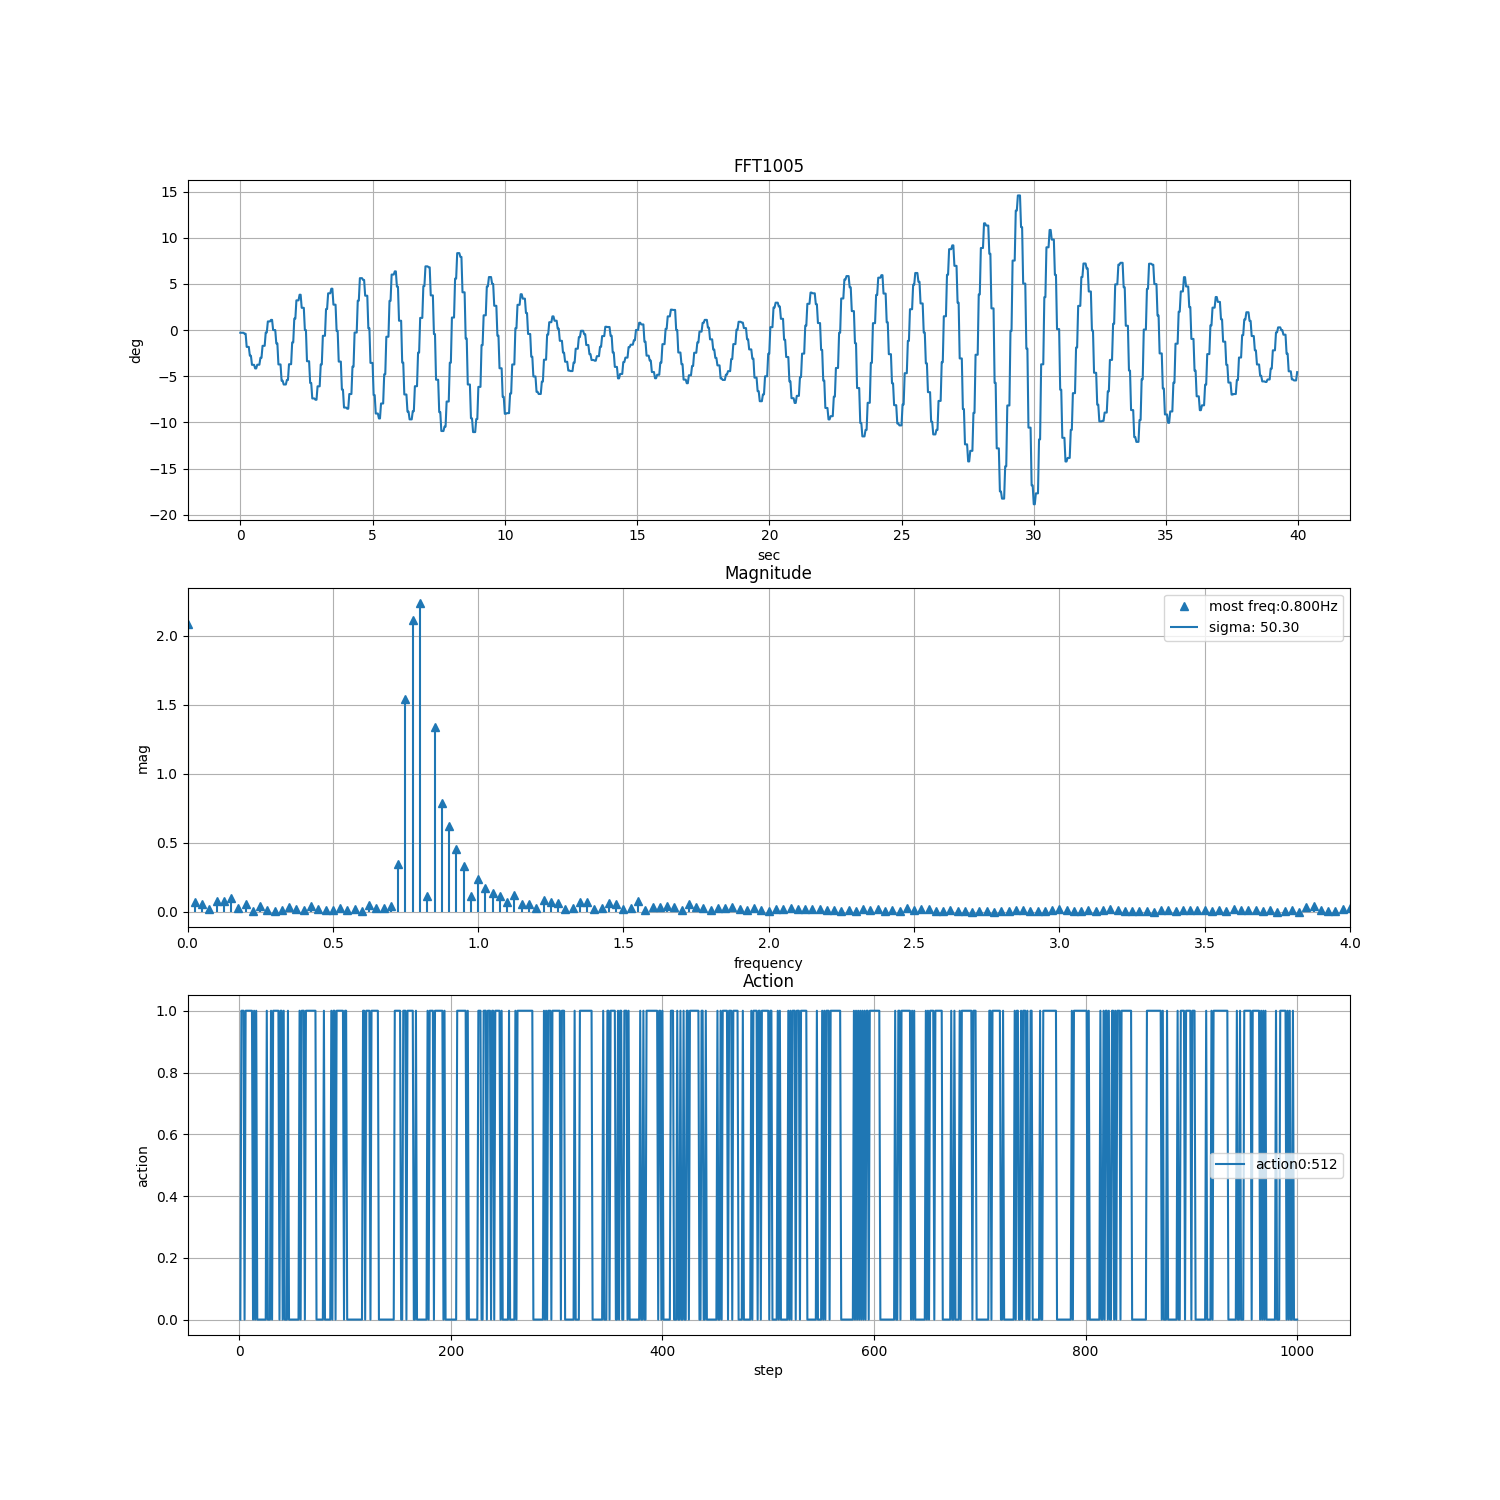 FFT1005
15
10
5
0
−5
−10
−15
−20
deg
0 5 10 15 20 25 30 35 40
sec
Magnitude
most freq:0.800Hz
sigma: 50.30
2.0
1.5
1.0
0.5
0.0
mag
0.0 0.5 1.0 1.5 2.0 2.5 3.0 3.5 4.0
frequency
Action
1.0
0.8
0.6
0.4
0.2
0.0
action
action0:512
0 200 400 600 800 1000
step